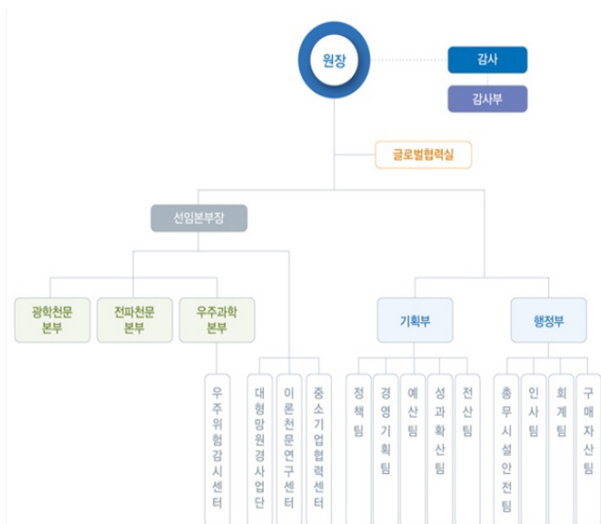 원장
감사
감사부
글로벌협력실
선임본부장
광학천문
본부
전파천문
본부
우주과학
본부
기획부
행정부
우주위험감시센터
대형망원경사업단
이론천문연구센터
중소기업협력센터
정책팀
경영기획팀
예산팀
성과확산팀
전산팀
총무시설안전팀
인사팀
회계팀
구매자산팀